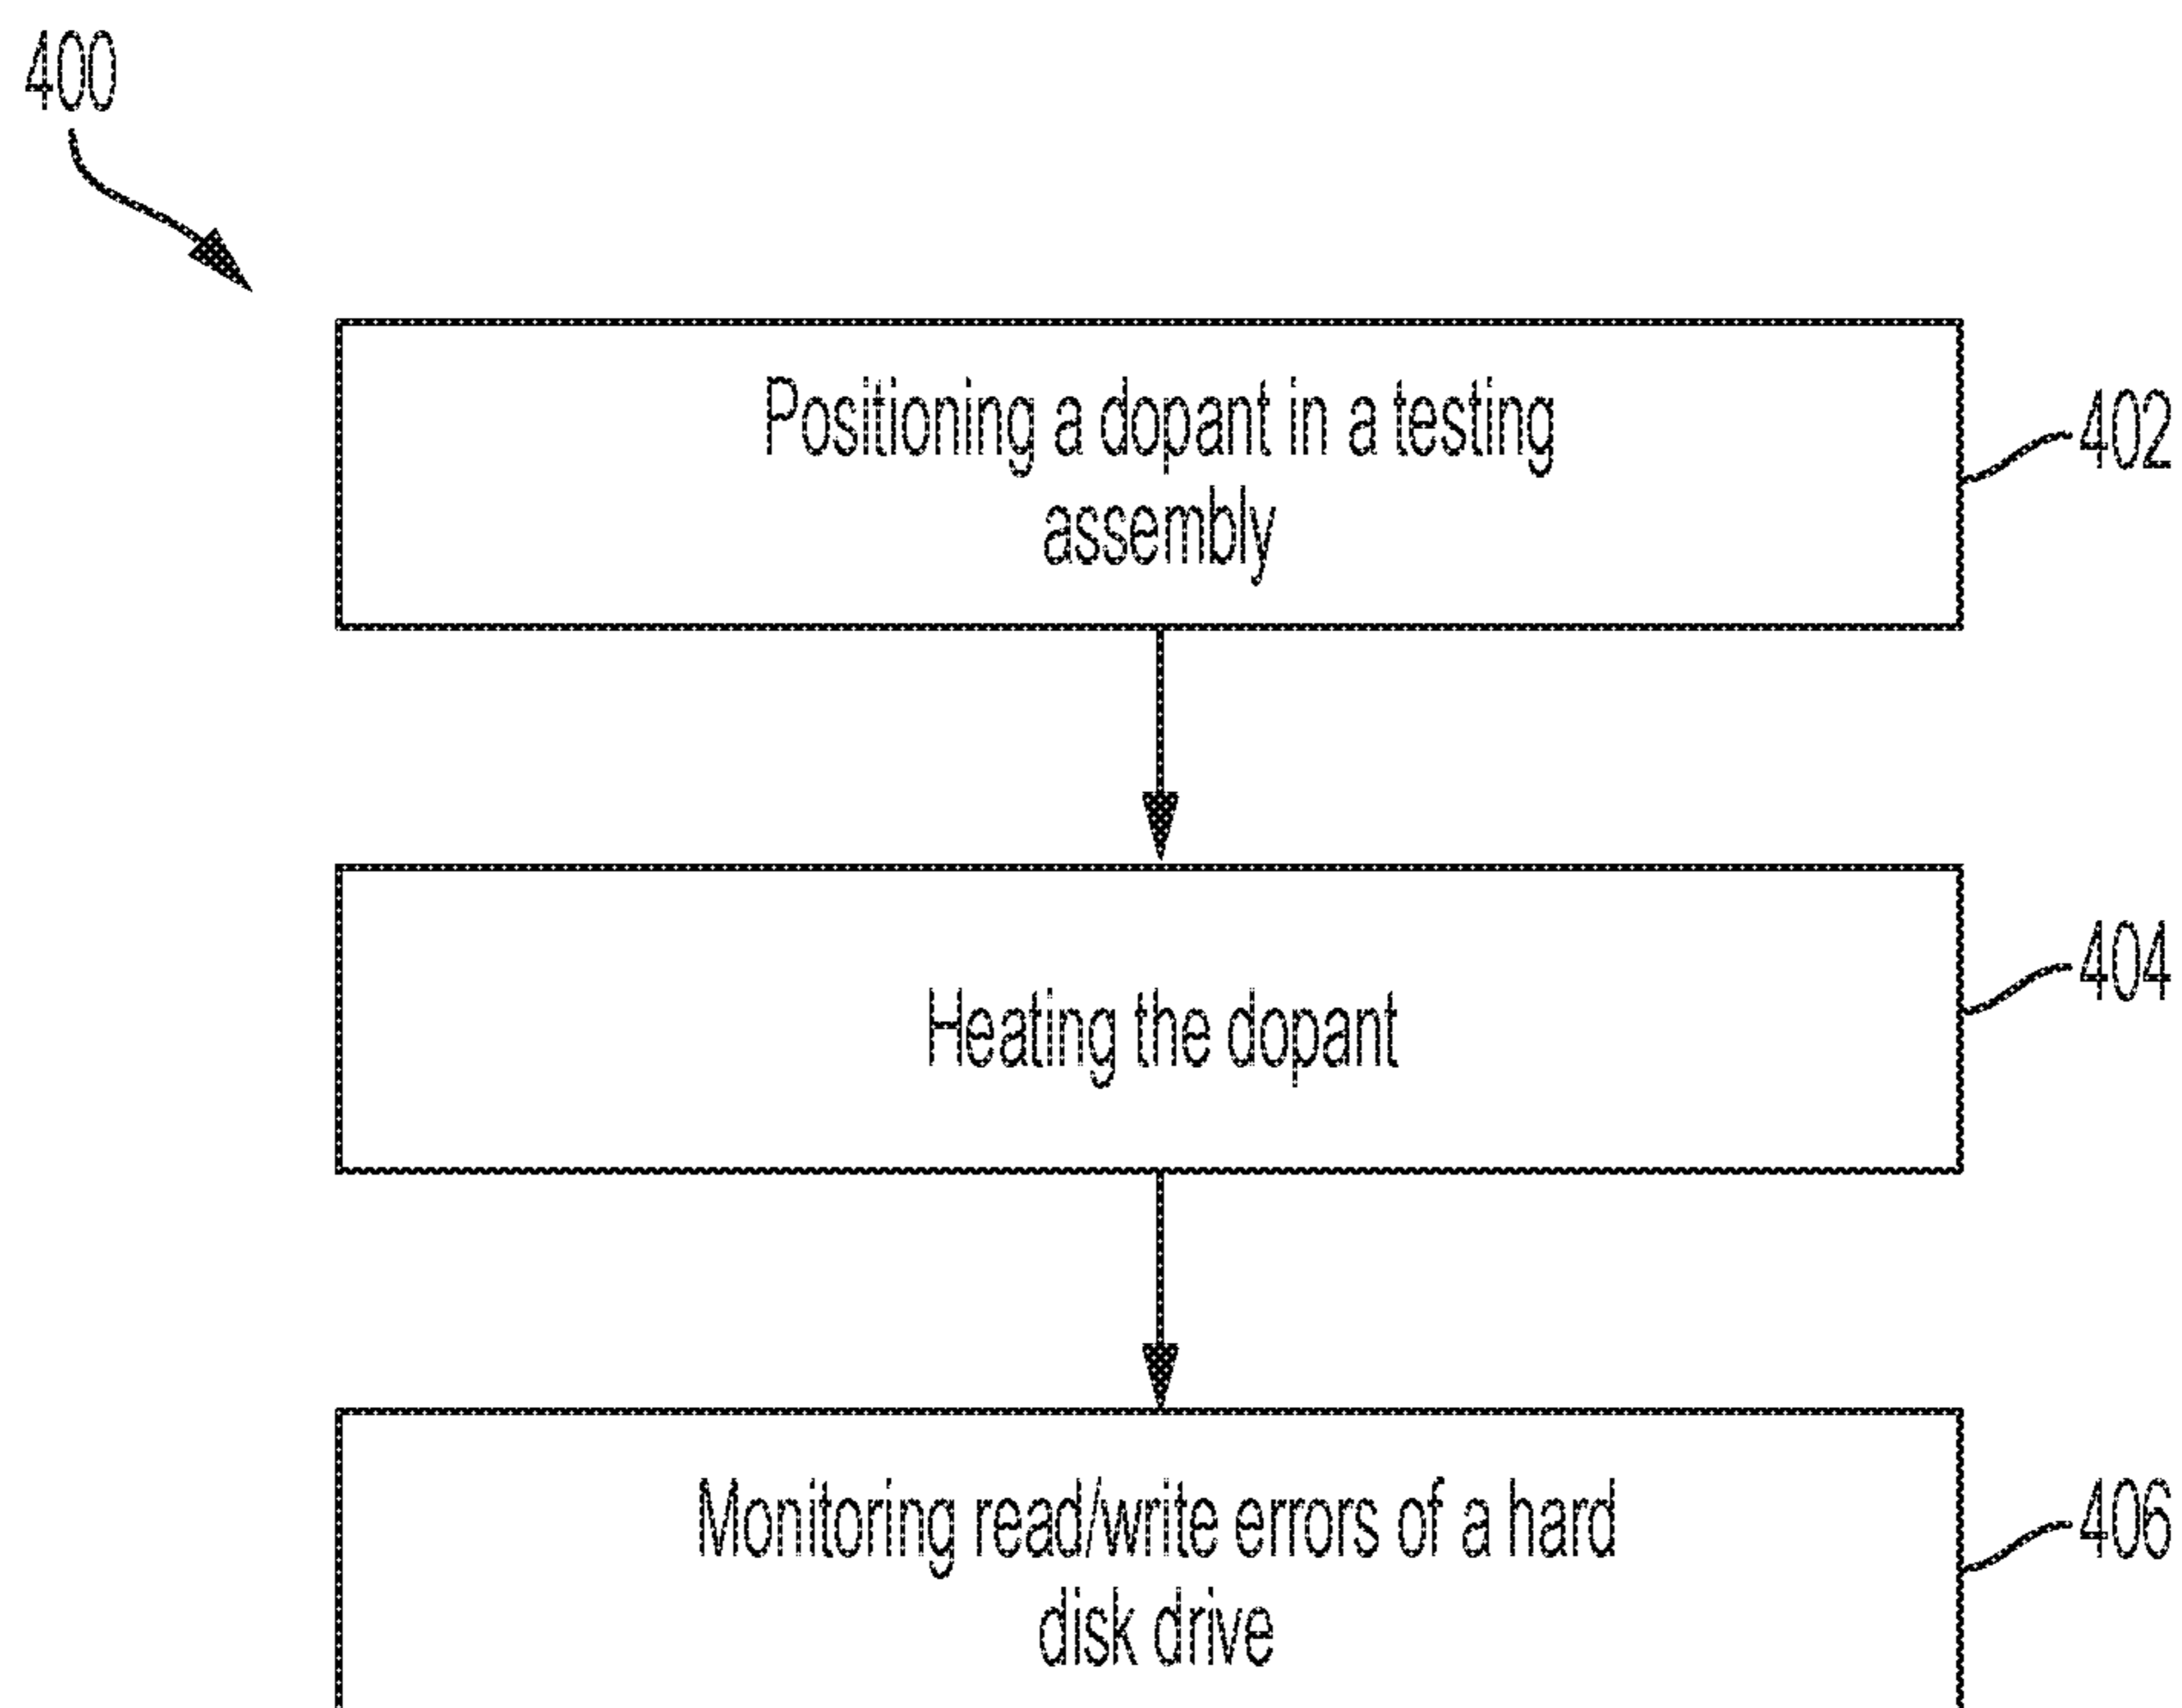 400
Positioning a dopant in a testing
assembly
402
Heating the dopant
404
Monitoring read/write errors of a hard
disk drive
406